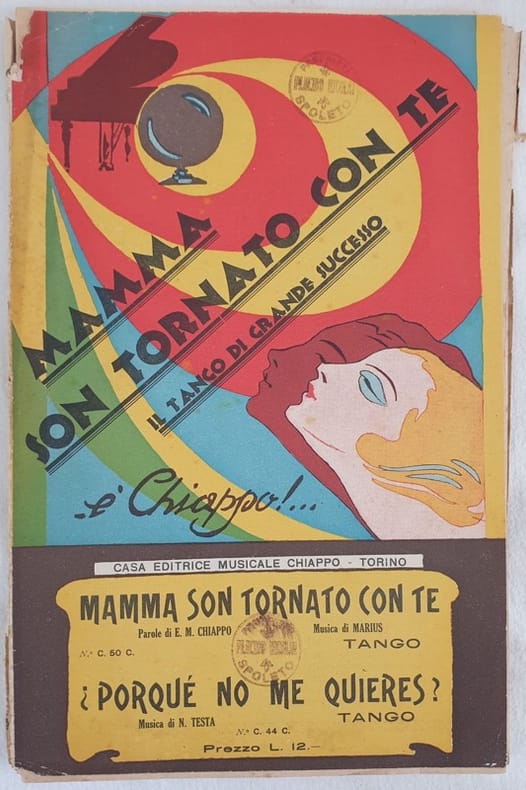 MAMMA
SON TORNATO CON TE
IL TANGO DI GRANDE SUCCESSO
..è Chiappo!...
CASA EDITRICE MUSICALE CHIAPPO - TORINO
MAMMA SON TORNATO CON TE
Parole di E. M. CHIAPPO Musica di MARIUS
N.° C. 50 C. TANGO
¿PORQUÉ NO ME QUIERES?
Musica di N. TESTA TANGO
N.° C. 44 C.
Prezzo L. 12.—
SPOLETO
SPOLETO